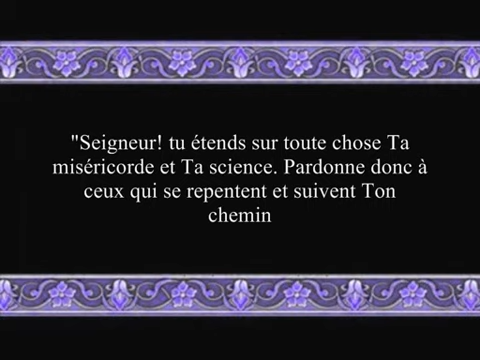 "Seigneur! tu étends sur toute chose Ta
miséricorde et Ta science. Pardonne donc à
ceux qui se repentent et suivent Ton
chemin